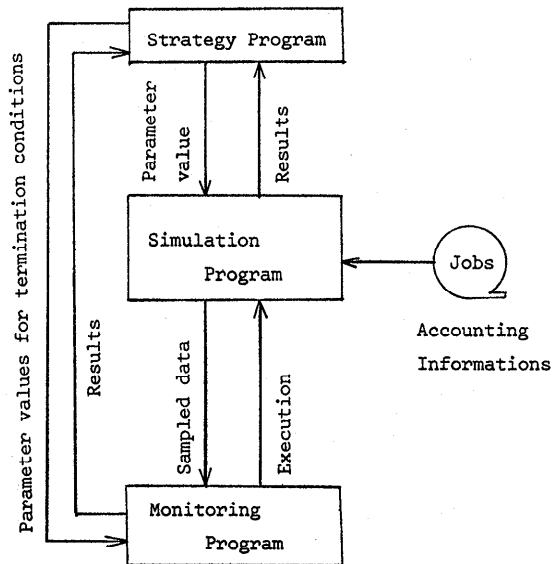 Strategy Program
Parameter values for termination conditions
Results
Parameter
value
Results
Simulation
Program
Jobs
Accounting
Informations
Sampled data
Execution
Monitoring
Program